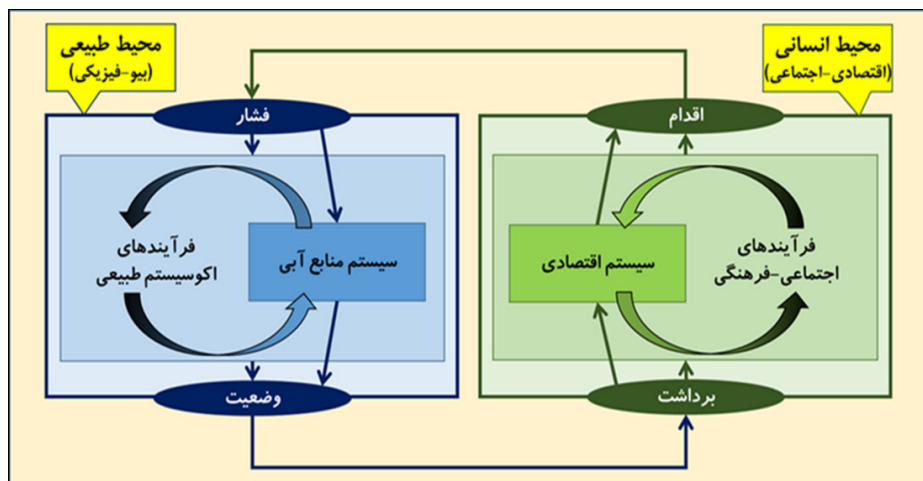 محیط انسانی
(اقتصادی-اجتماعی)
محیط طبیعی
(بیو-فیزیکی)
اقدام
فشار
فرآیندهای
اجتماعی-فرهنگی
سیستم اقتصادی
سیستم منابع آبی
فرآیندهای
اکوسیستم طبیعی
برداشت
وضعیت